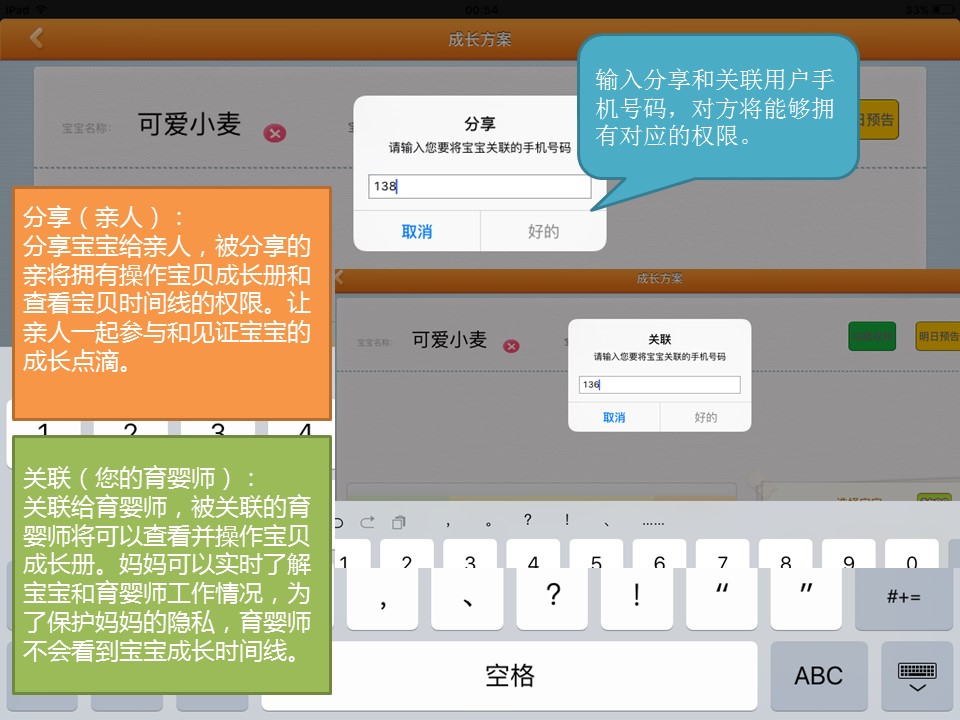 iPad
00:54
33%
成长方案
输入分享和关联用户手
机号码，对方将能够拥
有对应的权限。
宝宝名称：
可爱小麦
日预告
分享
请输入您要将宝宝关联的手机号码
138
取消
好的
分享（亲人）：
分享宝宝给亲人，被分享的
亲将拥有操作宝贝成长册和
查看宝贝时间线的权限。让
亲人一起参与和见证宝宝的
成长点滴。
成长方案
宝宝名称：
可爱小麦
明日预告
关联
请输入您要将宝宝关联的手机号码
136
取消
好的
1 2 3 4
关联（您的育婴师）：
关联给育婴师，被关联的育
婴师将可以查看并操作宝贝
成长册。妈妈可以实时了解
宝宝和育婴师工作情况，为
了保护妈妈的隐私，育婴师
不会看到宝宝成长时间线。
选择宝宝
， 。 ? ! 、 ……
1 2 3 4 5 6 7 8 9 0
， 、 ? ! “ ” #+=
空格
ABC